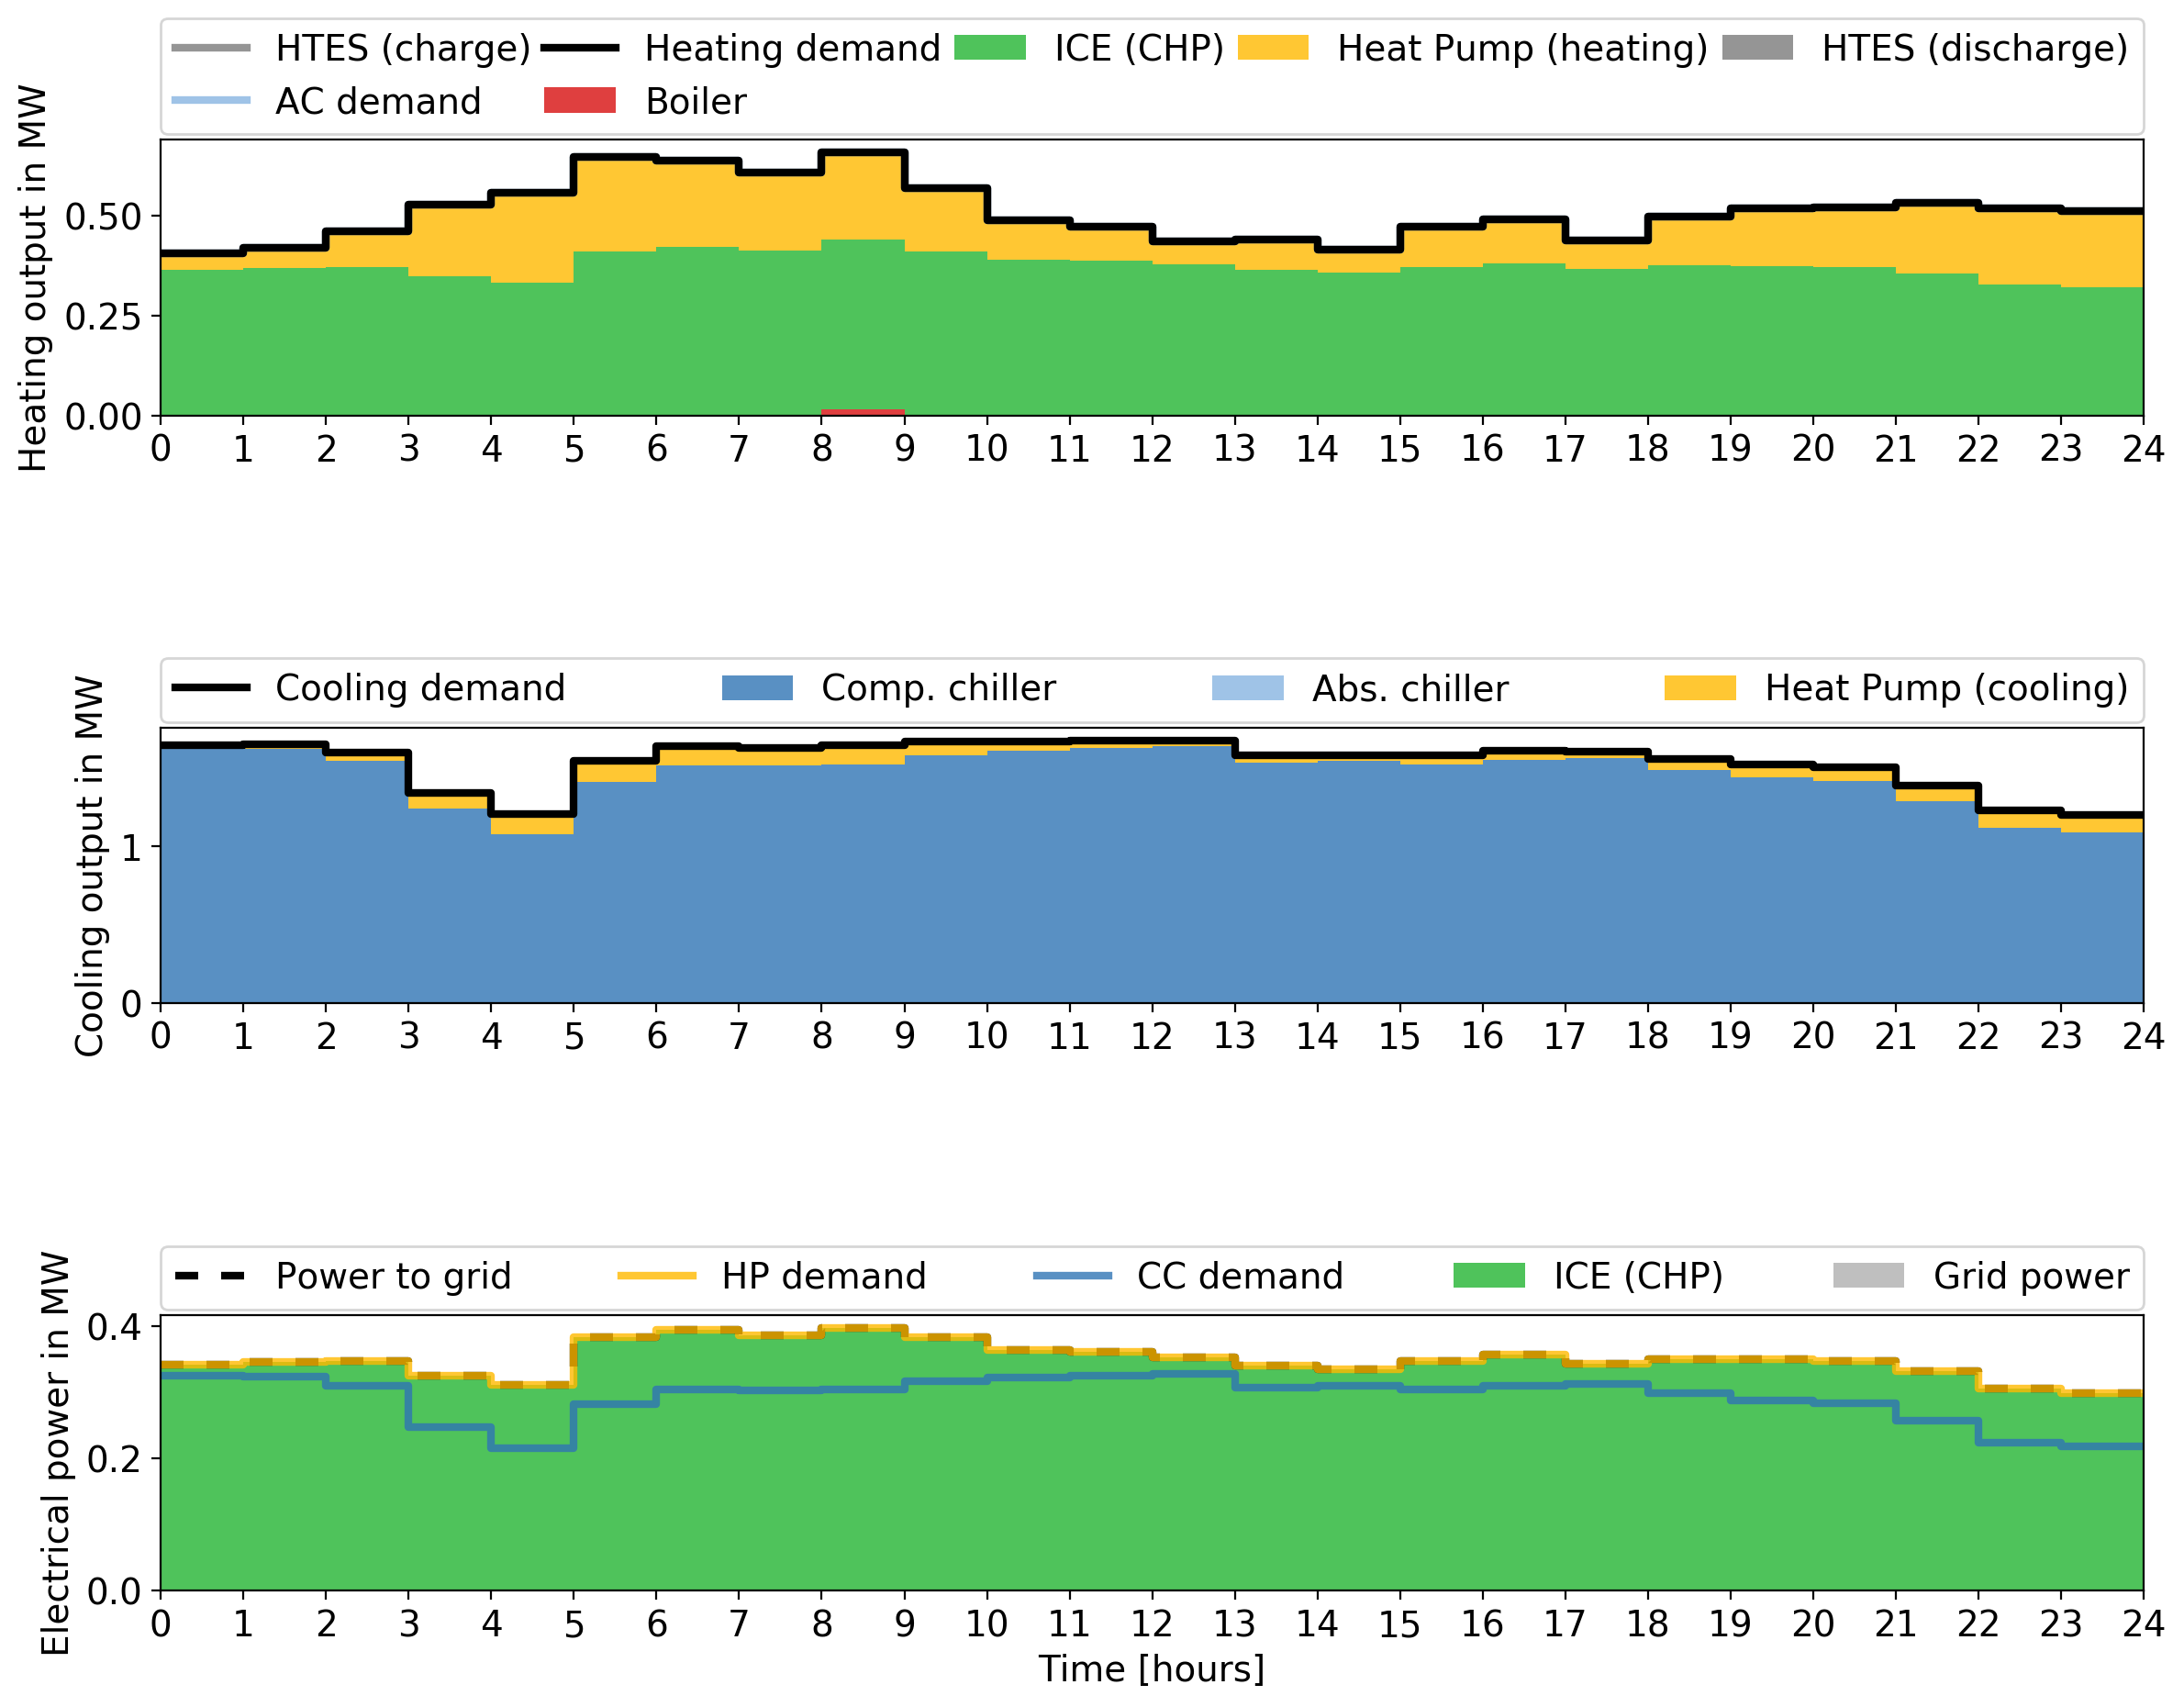 HTES (charge) Heating demand ICE (CHP) Heat Pump (heating) HTES (discharge)
AC demand Boiler
Heating output in MW
0.50
0.25
0.00
0 1 2 3 4 5 6 7 8 9 10 11 12 13 14 15 16 17 18 19 20 21 22 23 24
Cooling demand Comp. chiller Abs. chiller Heat Pump (cooling)
Cooling output in MW
1
0
0 1 2 3 4 5 6 7 8 9 10 11 12 13 14 15 16 17 18 19 20 21 22 23 24
Power to grid HP demand CC demand ICE (CHP) Grid power
Electrical power in MW
0.4
0.2
0.0
0 1 2 3 4 5 6 7 8 9 10 11 12 13 14 15 16 17 18 19 20 21 22 23 24
Time [hours]